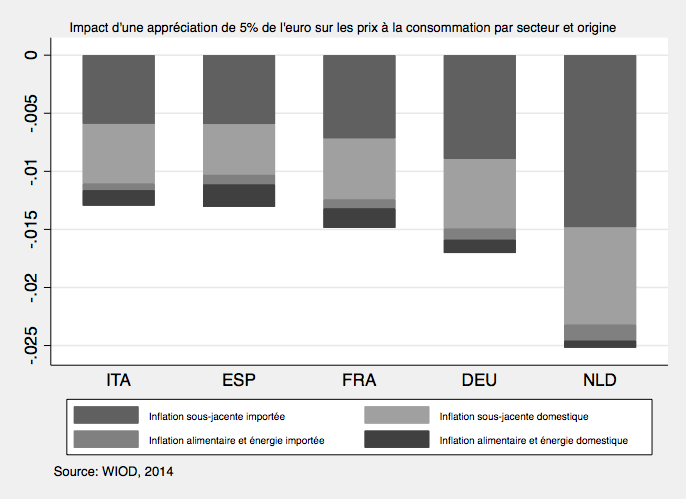 Impact d'une appréciation de 5% de l'euro sur les prix à la consommation par secteur et origine
0
-.005
-.01
-.015
-.02
-.025
ITA ESP FRA DEU NLD
Inflation sous-jacente importée Inflation sous-jacente domestique
Inflation alimentaire et énergie importée Inflation alimentaire et énergie domestique
Source: WIOD, 2014